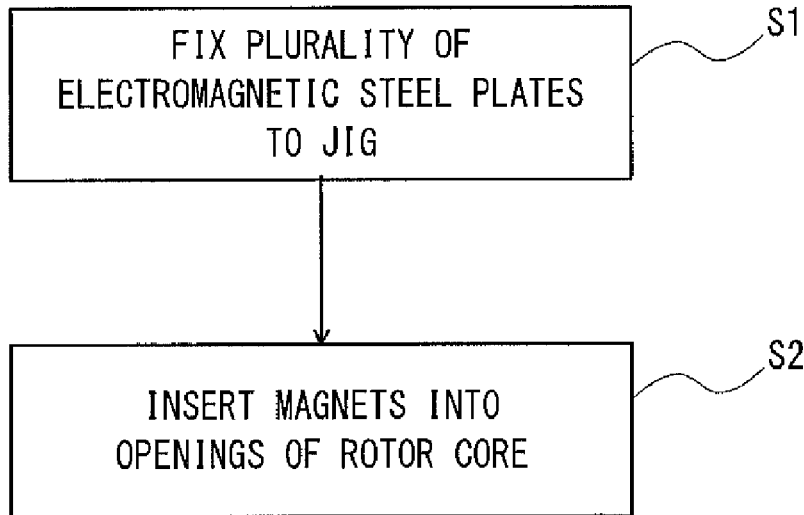 S1
FIX PLURALITY OF
ELECTROMAGNETIC STEEL PLATES
TO JIG
S2
INSERT MAGNETS INTO
OPENINGS OF ROTOR CORE